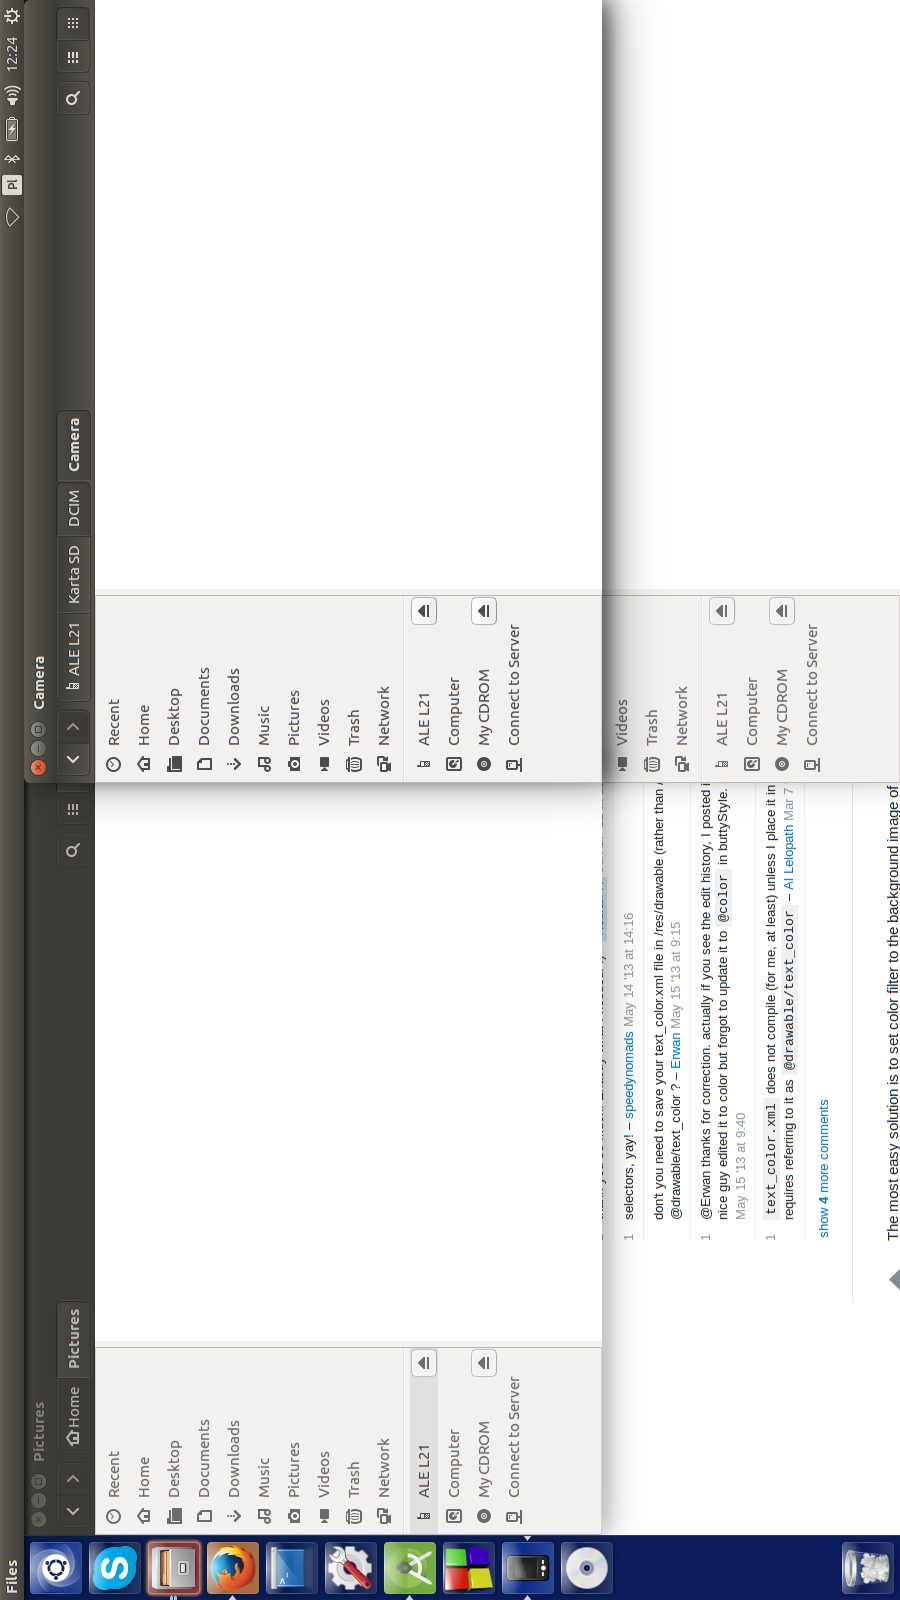 Files
Pl
12:24
Pictures
Home
Pictures
Camera
ALE L21
Karta SD
DCIM
Camera
Recent
Home
Desktop
Documents
Downloads
Music
Pictures
Videos
Trash
Network
ALE L21
Computer
My CDROM
Connect to Server
Recent
Home
Desktop
Documents
Downloads
Music
Pictures
Videos
Trash
Network
ALE L21
Computer
My CDROM
Connect to Server
Videos
Trash
Network
ALE L21
Computer
My CDROM
Connect to Server
1 selectors, yay! – speedynomads May 14 '13 at 14:16
don't you need to save your text_color.xml file in /res/drawable (rather than /
@drawable/text_color ? – Erwan May 15 '13 at 9:15
1 @Erwan thanks for correction. actually if you see the edit history, I posted i
nice guy edited it to color but forgot to update it to @color in buttyStyle.
May 15 '13 at 9:40
1 text_color.xml does not compile (for me, at least) unless I place it in
requires referring to it as @drawable/text_color – Al Lelopath Mar 7
show 4 more comments
The most easy solution is to set color filter to the background image of